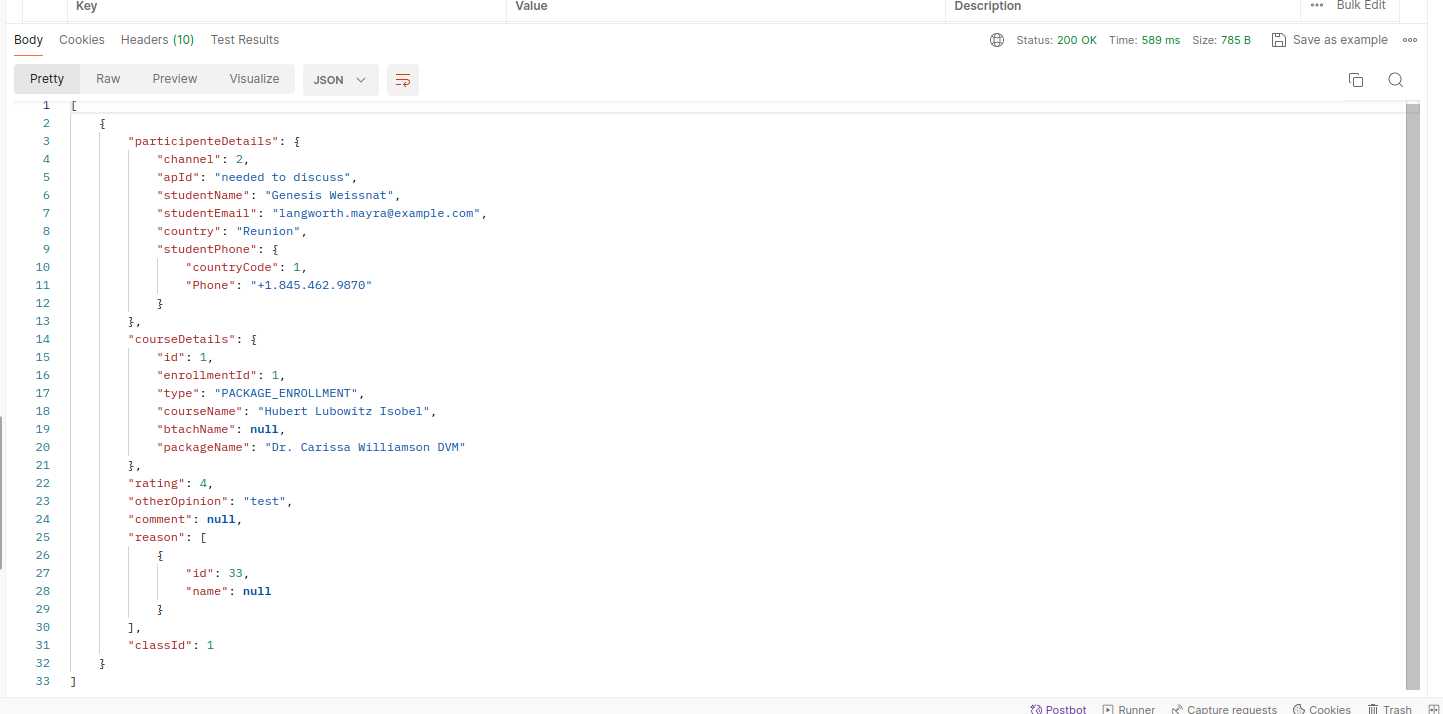 Key Value Description Bulk Edit
Body Cookies Headers (10) Test Results Status: 200 OK Time: 589 ms Size: 785 B Save as example
Pretty Raw Preview Visualize JSON
1 [
2 {
3 "participenteDetails": {
4 "channel": 2,
5 "apId": "needed to discuss",
6 "studentName": "Genesis Weissnat",
7 "studentEmail": "langworth.mayra@example.com",
8 "country": "Reunion",
9 "studentPhone": {
10 "countryCode": 1,
11 "Phone": "+1.845.462.9870"
12 }
13 },
14 "courseDetails": {
15 "id": 1,
16 "enrollmentId": 1,
17 "type": "PACKAGE_ENROLLMENT",
18 "courseName": "Hubert Lubowitz Isobel",
19 "btachName": null,
20 "packageName": "Dr. Carissa Williamson DVM"
21 },
22 "rating": 4,
23 "otherOpinion": "test",
24 "comment": null,
25 "reason": [
26 {
27 "id": 33,
28 "name": null
29 }
30 ],
31 "classId": 1
32 }
33 ]
Postbot Runner Capture requests Cookies Trash